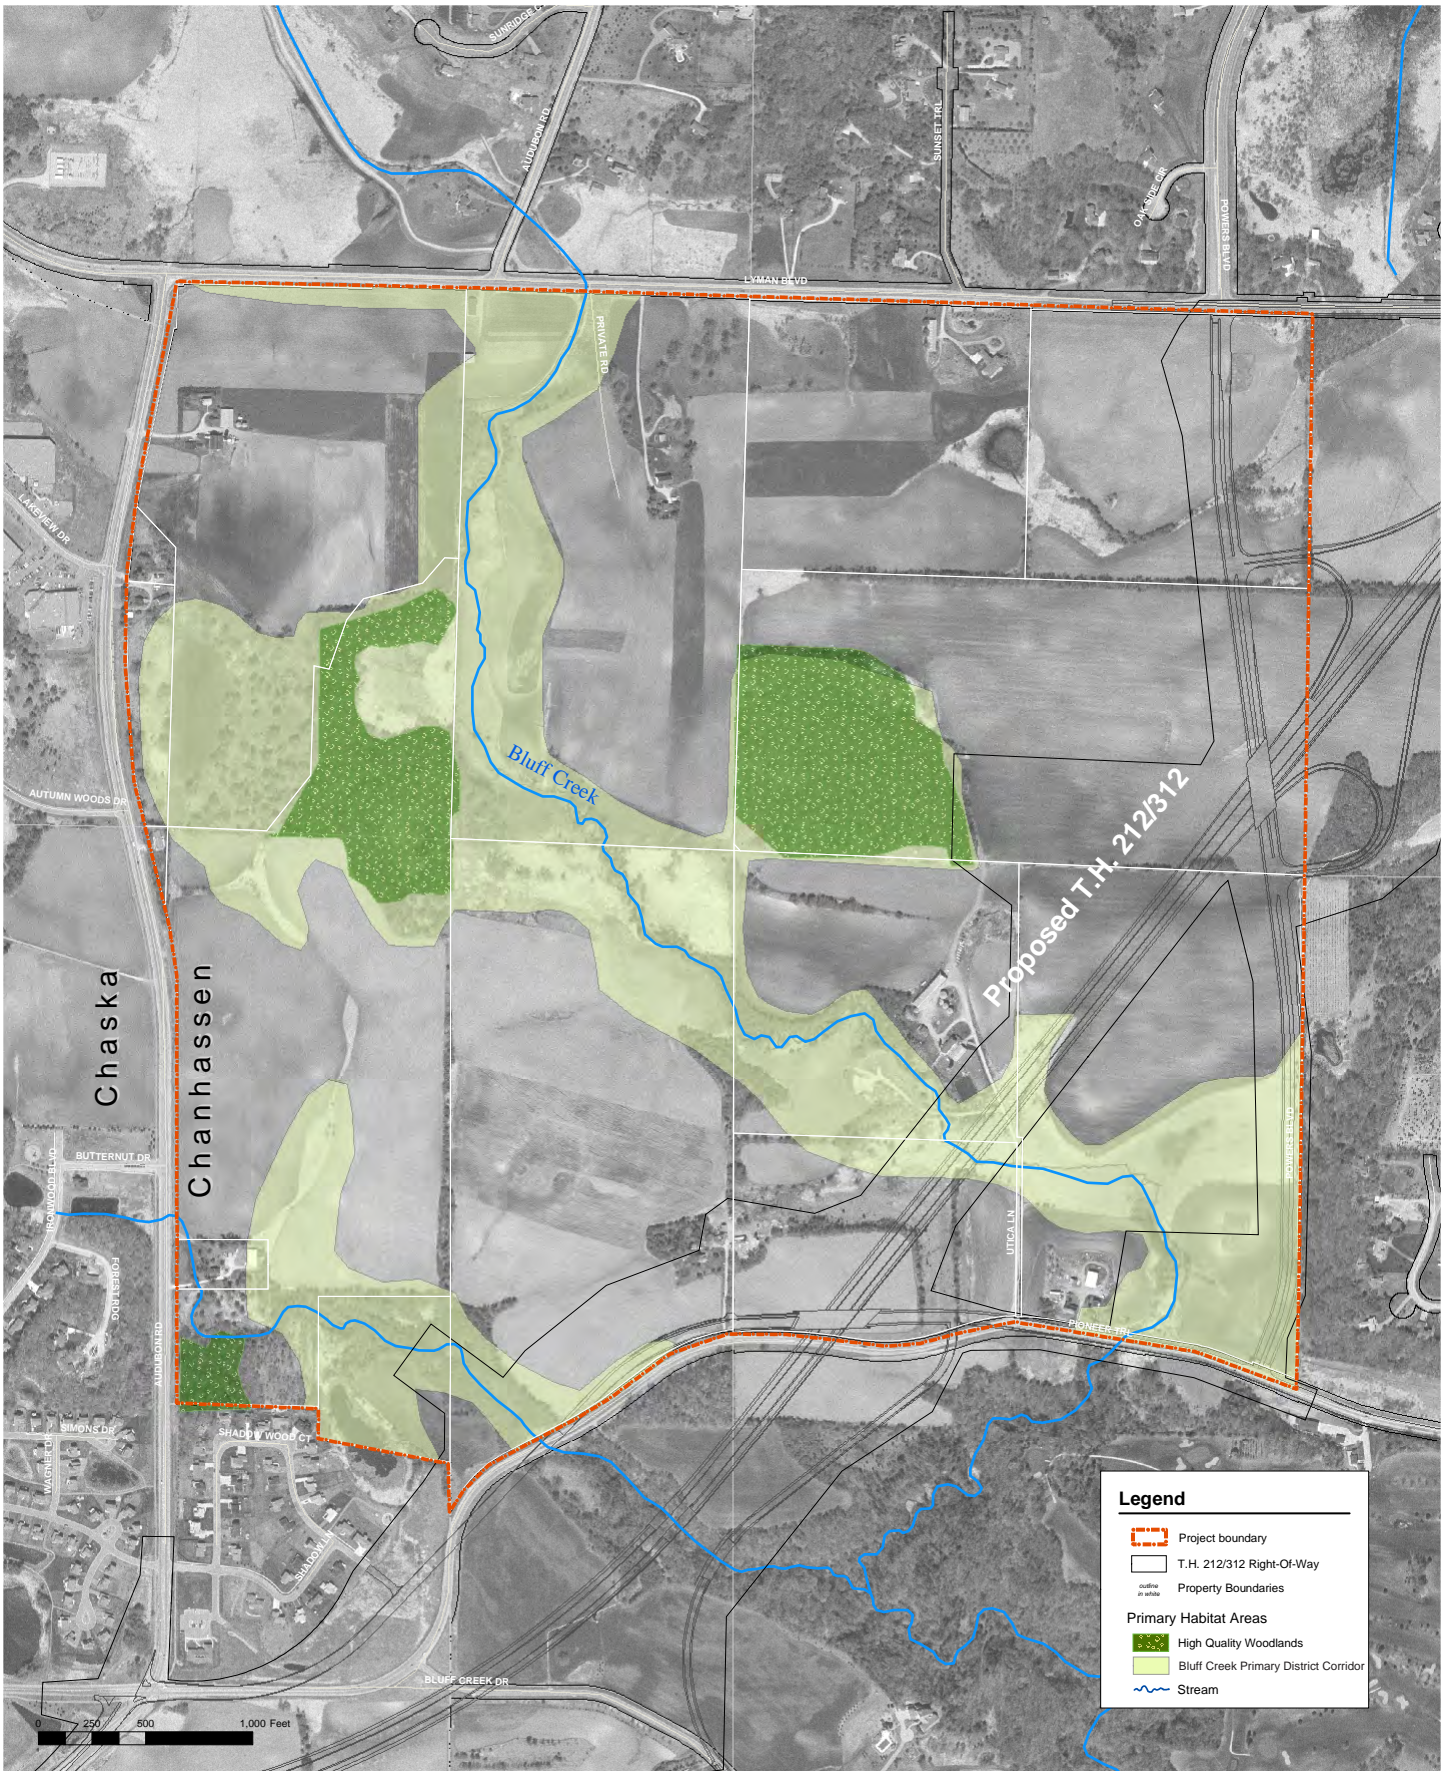 SUNRIDGE C
AUDUBON RD
SUNSET TRL
OAK SIDE CIR
POWERS BLVD
LYMAN BLVD
PRIVATE RD
LAKEVIEW DR
Bluff Creek
AUTUMN WOODS DR
Proposed T.H. 212/312
Chaska
Chanhassen
BUTTERNUT DR
IRONWOOD BLVD
POWERS BLVD
UTICA LN
FOREST RDG
AUDUBON RD
PIONEER TRL
SIMONS DR
WAGNER DR
SHADOW WOOD CT
SHADOW LN
BLUFF CREEK DR
0 250 500 1,000 Feet
Legend
Project boundary
T.H. 212/312 Right-Of-Way
outline
in white
Property Boundaries
Primary Habitat Areas
High Quality Woodlands
Bluff Creek Primary District Corridor
Stream